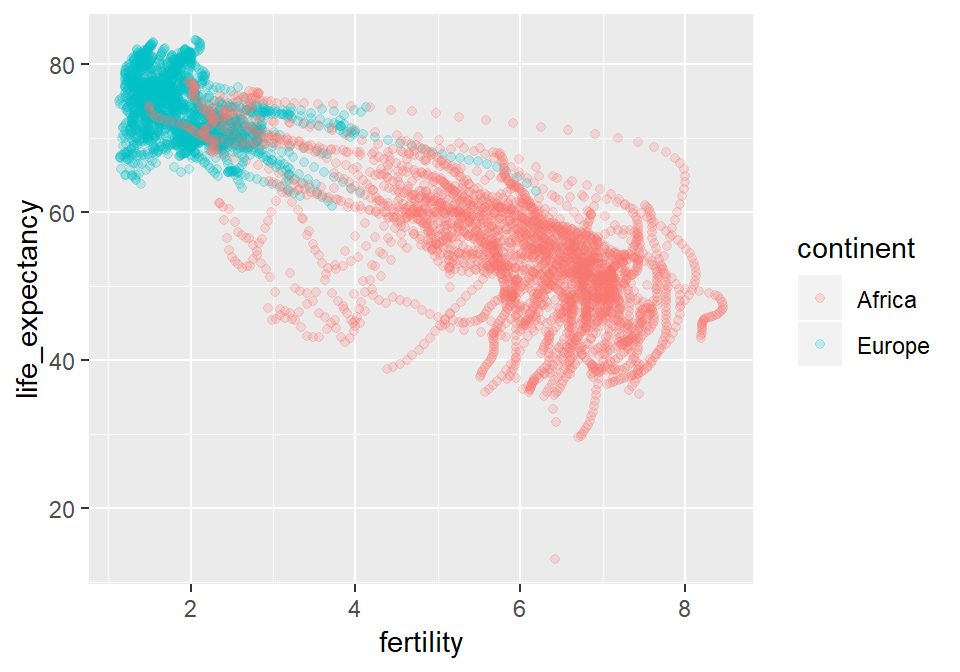 80
60
40
20
life_expectancy
2 4 6 8
fertility
continent
Africa
Europe